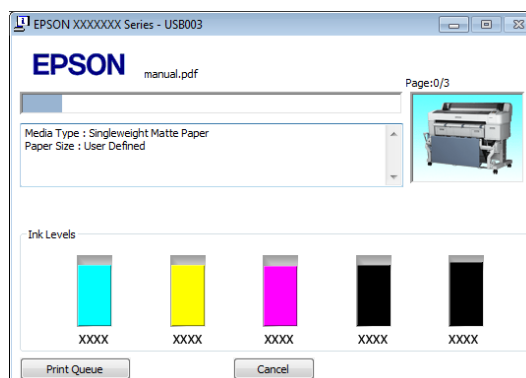 EPSON XXXXXXX Series - USB003
EPSON
manual.pdf
Page:0/3
Media Type : Singleweight Matte Paper
Paper Size : User Defined
Ink Levels
XXXX XXXX XXXX XXXX XXXX
Print Queue Cancel